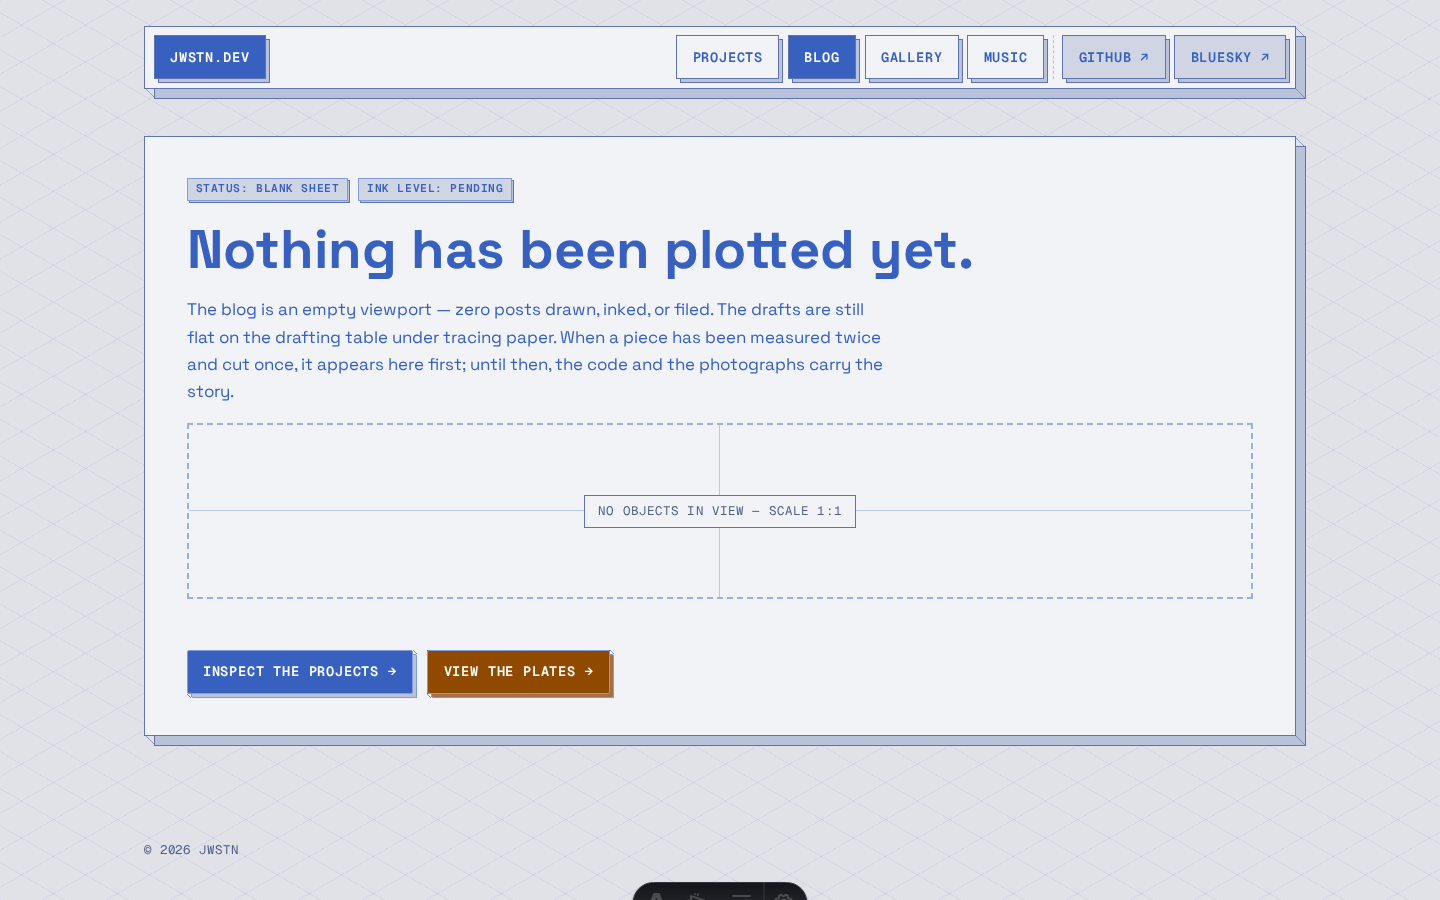 JWSTN.DEV
PROJECTS
BLOG
GALLERY
MUSIC
GITHUB ↗
BLUESKY ↗
STATUS: BLANK SHEET
INK LEVEL: PENDING
Nothing has been plotted yet.
The blog is an empty viewport — zero posts drawn, inked, or filed. The drafts are still
flat on the drafting table under tracing paper. When a piece has been measured twice
and cut once, it appears here first; until then, the code and the photographs carry the
story.
NO OBJECTS IN VIEW — SCALE 1:1
INSPECT THE PROJECTS →
VIEW THE PLATES →
© 2026 JWSTN